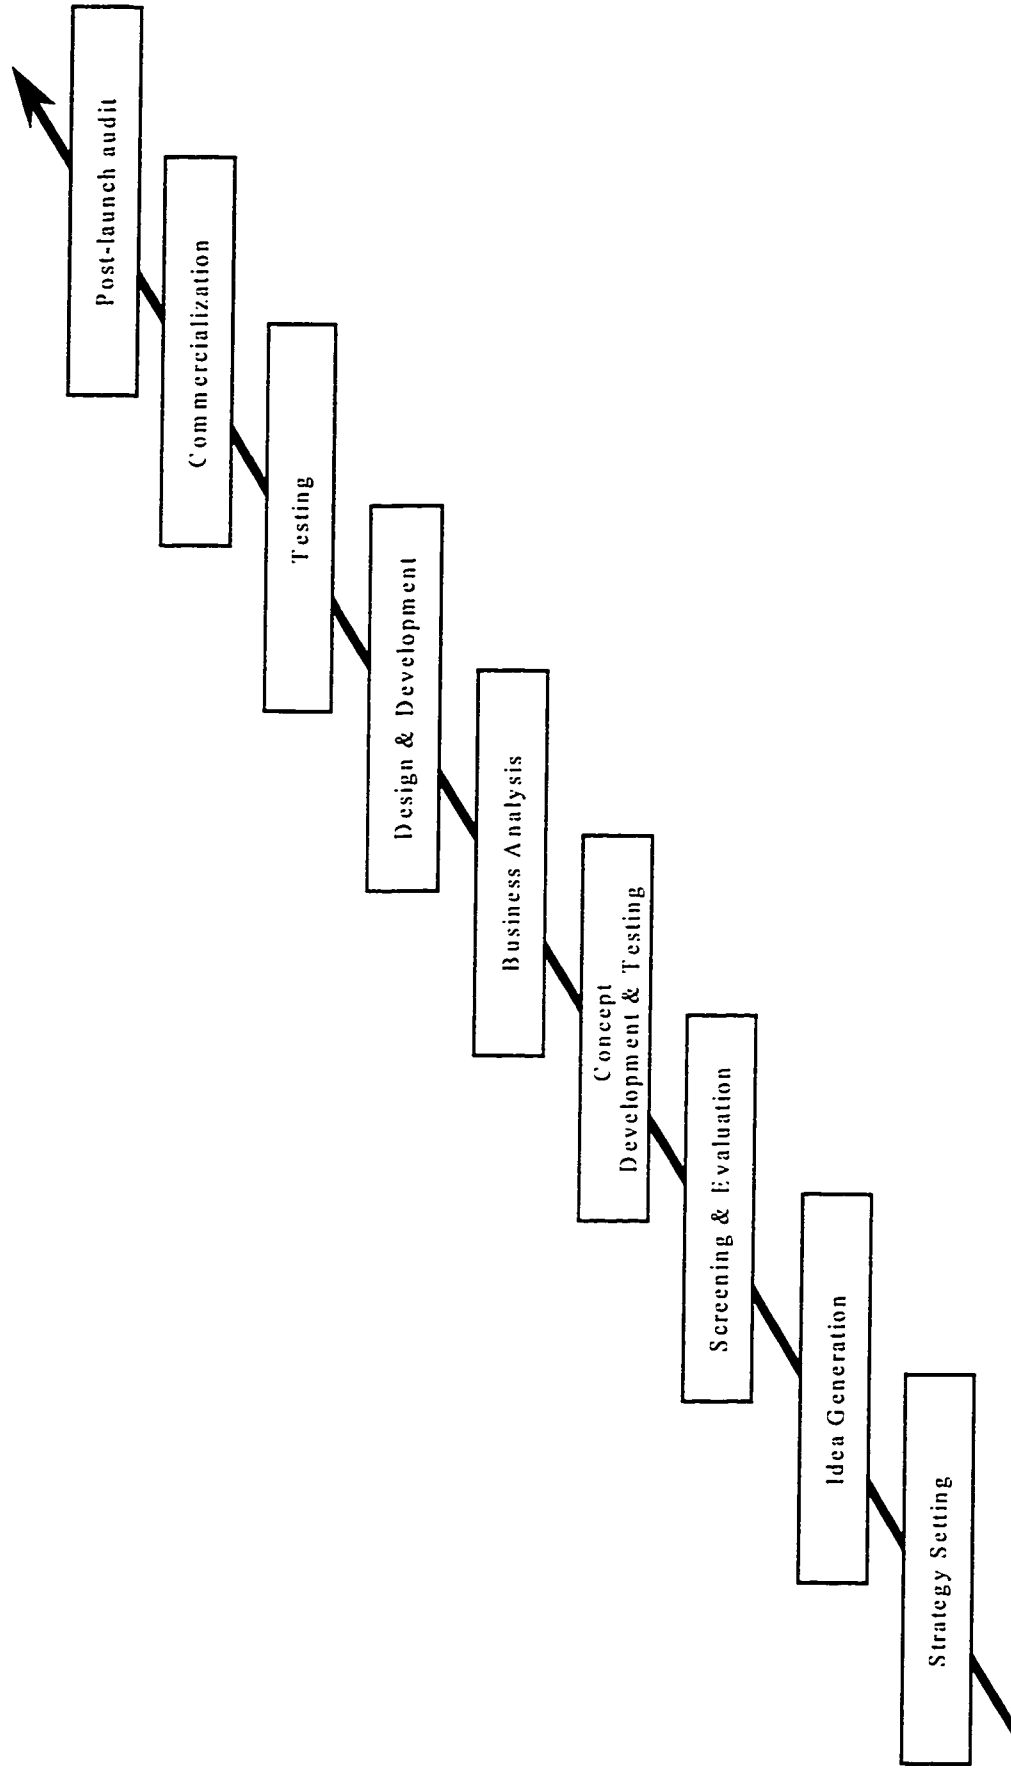 Post-launch audit
Commercialization
Testing
Design & Development
Business Analysis
Concept
Development & Testing
Screening & Evaluation
Idea Generation
Strategy Setting